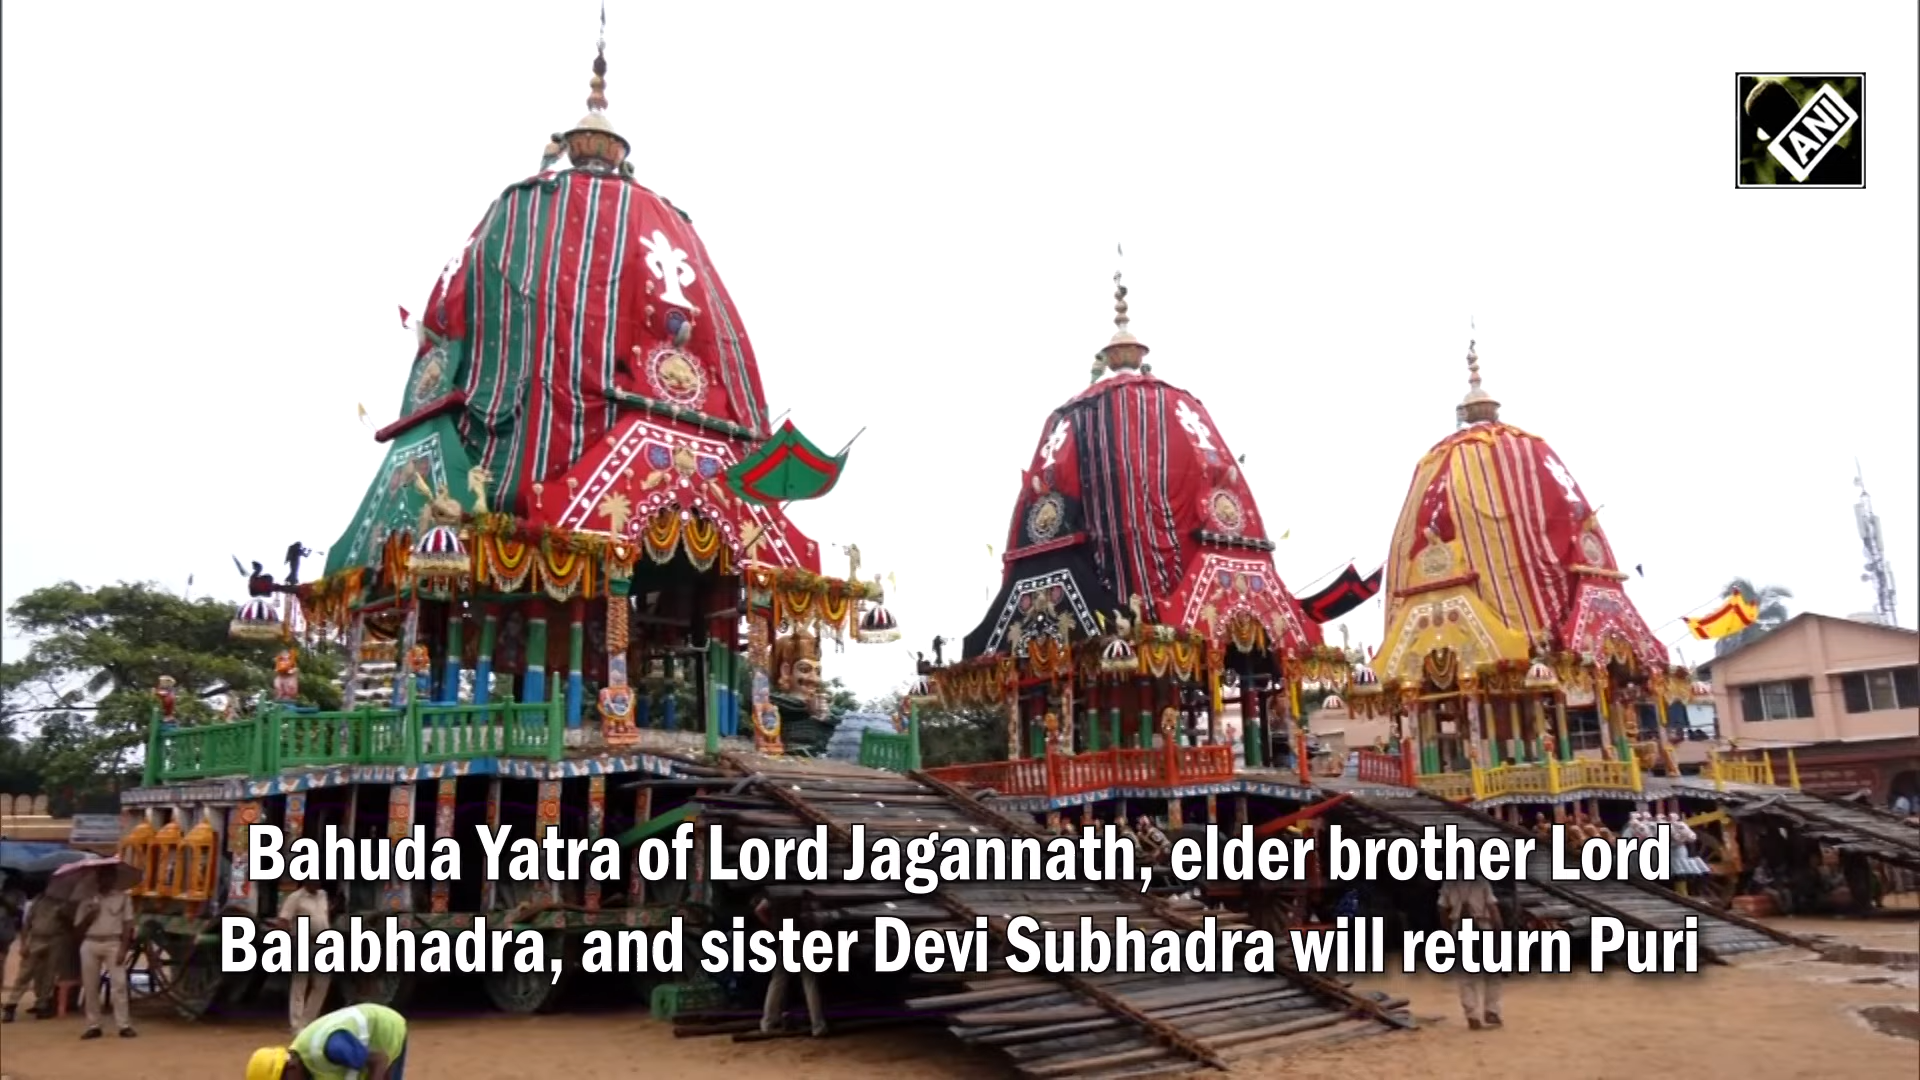 ANI
Bahuda Yatra of Lord Jagannath, elder brother Lord
Balabhadra, and sister Devi Subhadra will return Puri